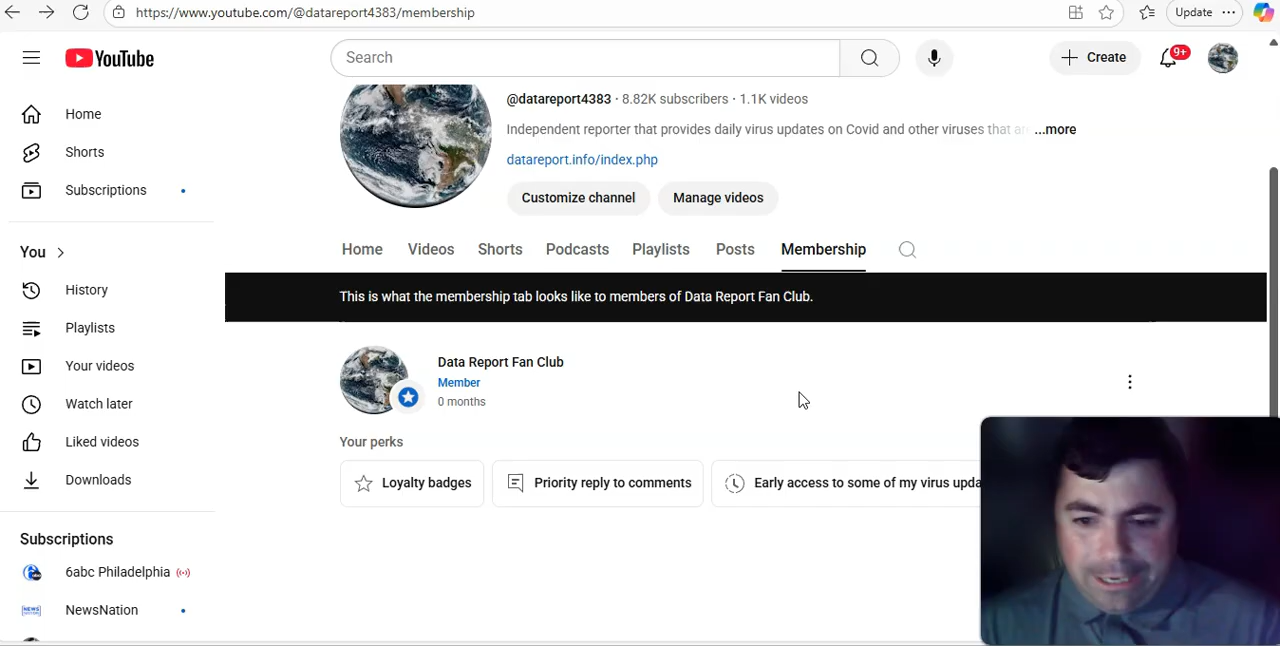 https://www.youtube.com/@datareport4383/membership
Update
YouTube
Search
Create
9+
Home
Shorts
Subscriptions
You
History
Playlists
Your videos
Watch later
Liked videos
Downloads
Subscriptions
6abc Philadelphia
NewsNation
@datareport4383 · 8.82K subscribers · 1.1K videos
Independent reporter that provides daily virus updates on Covid and other viruses that ...more
datareport.info/index.php
Customize channel Manage videos
Home Videos Shorts Podcasts Playlists Posts Membership
This is what the membership tab looks like to members of Data Report Fan Club.
Data Report Fan Club
Member
0 months
Your perks
Loyalty badges Priority reply to comments Early access to some of my virus upda